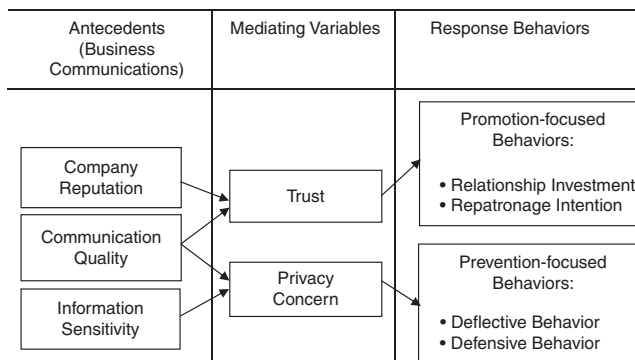 Antecedents
(Business
Communications)
Mediating Variables
Response Behaviors
Company
Reputation
Communication
Quality
Information
Sensitivity
Trust
Privacy
Concern
Promotion-focused
Behaviors:
• Relationship Investment
• Repatronage Intention
Prevention-focused
Behaviors:
• Deflective Behavior
• Defensive Behavior